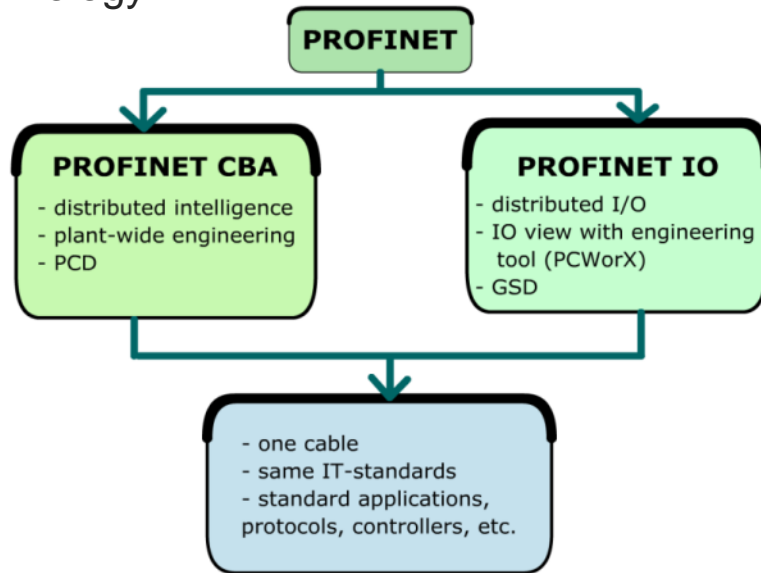 PROFINET
PROFINET CBA
- distributed intelligence
- plant-wide engineering
- PCD
PROFINET IO
- distributed I/O
- IO view with engineering
tool (PCWorX)
- GSD
- one cable
- same IT-standards
- standard applications,
protocols, controllers, etc.